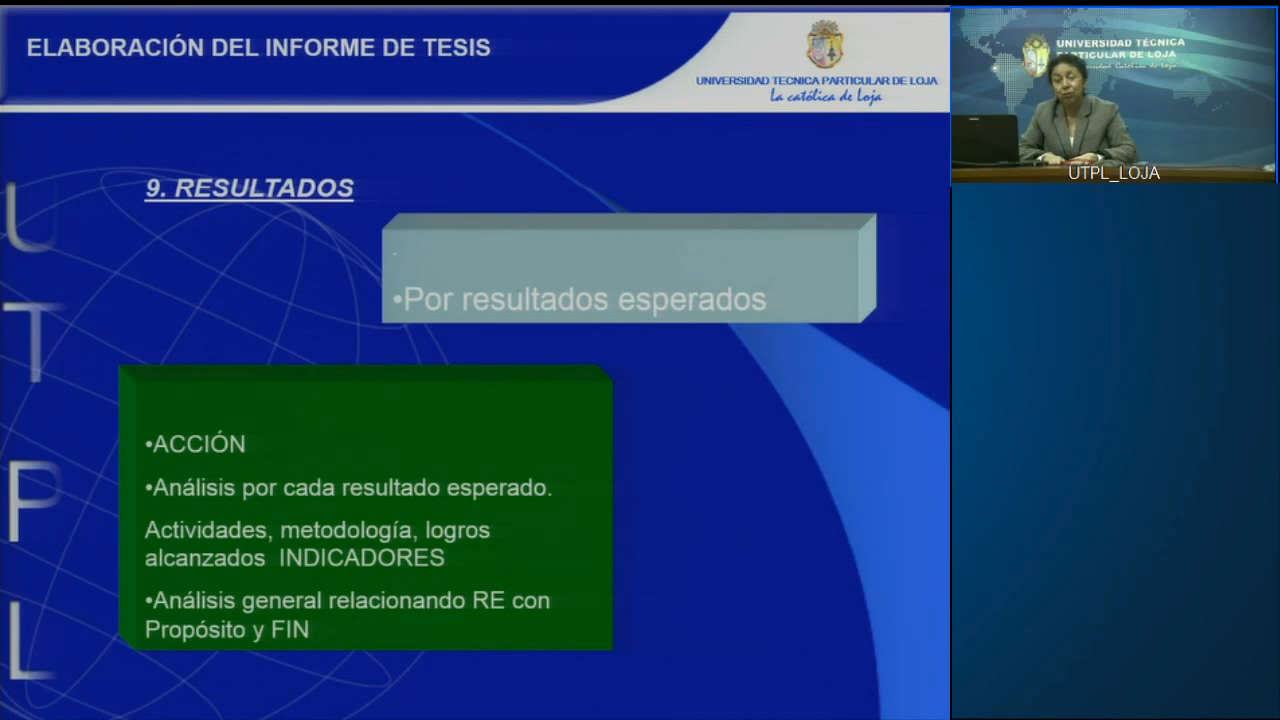 ELABORACIÓN DEL INFORME DE TESIS
UNIVERSIDAD TECNICA PARTICULAR DE LOJA
La católica de Loja
UNIVERSIDAD TÉCNICA
PARTICULAR DE LOJA
UTPL_LOJA
9. RESULTADOS
•Por resultados esperados
•ACCIÓN
•Análisis por cada resultado esperado.
Actividades, metodología, logros
alcanzados INDICADORES
•Análisis general relacionando RE con
Propósito y FIN
U
T
P
L